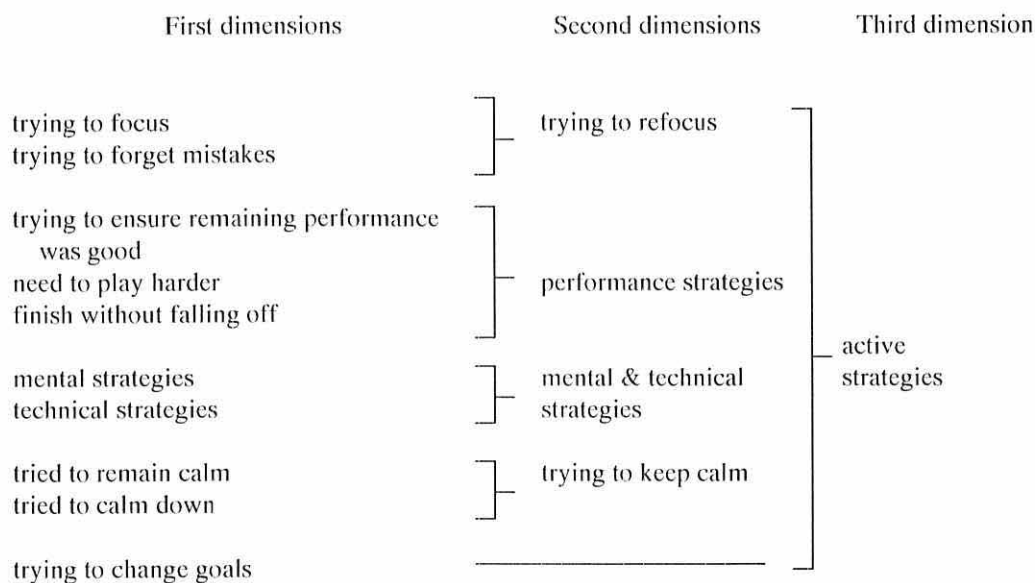 First dimensions Second dimensions Third dimension
trying to focus
trying to forget mistakes
trying to refocus
trying to ensure remaining performance
was good
need to play harder
finish without falling off
performance strategies
mental strategies
technical strategies
mental & technical
strategies
tried to remain calm
tried to calm down
trying to keep calm
trying to change goals
active
strategies